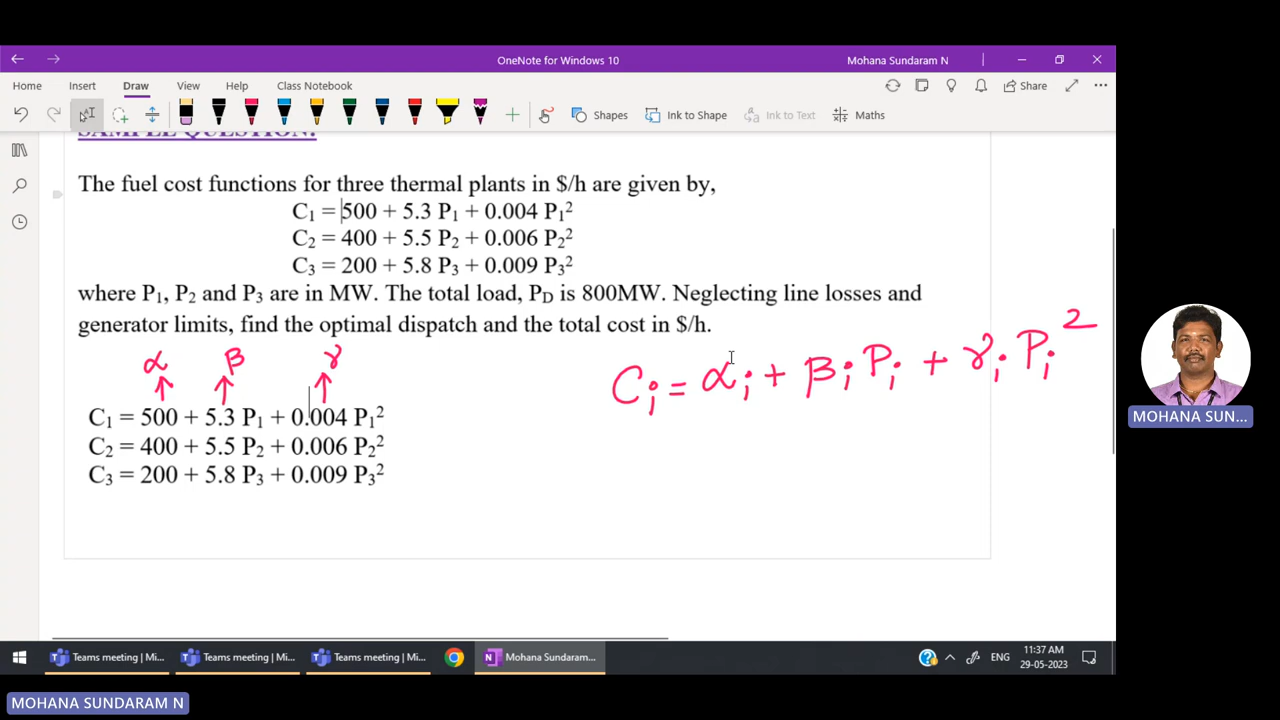 OneNote for Windows 10
Mohana Sundaram N
Home Insert Draw View Help Class Notebook
Share
Shapes Ink to Shape Ink to Text Maths
SAMPLE QUESTION:
The fuel cost functions for three thermal plants in $/h are given by,
C₁ = 500 + 5.3 P₁ + 0.004 P₁²
C₂ = 400 + 5.5 P₂ + 0.006 P₂²
C₃ = 200 + 5.8 P₃ + 0.009 P₃²
where P₁, P₂ and P₃ are in MW. The total load, P_D is 800MW. Neglecting line losses and
generator limits, find the optimal dispatch and the total cost in $/h.
α β γ
Cᵢ = αᵢ + βᵢ Pᵢ + γᵢ Pᵢ²
C₁ = 500 + 5.3 P₁ + 0.004 P₁²
C₂ = 400 + 5.5 P₂ + 0.006 P₂²
C₃ = 200 + 5.8 P₃ + 0.009 P₃²
MOHANA SUN...
Teams meeting | Mi... Teams meeting | Mi... Teams meeting | Mi... Mohana Sundaram...
ENG
11:37 AM
29-05-2023
MOHANA SUNDARAM N